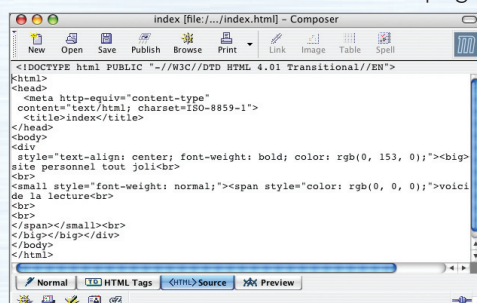 page
index [file:/.../index.html] – Composer
New Open Save Publish Browse Print Link Image Table Spell
<!DOCTYPE html PUBLIC "-//W3C//DTD HTML 4.01 Transitional//EN">
<html>
<head>
  <meta http-equiv="content-type"
 content="text/html; charset=ISO-8859-1">
  <title>index</title>
</head>
<body>
<div
 style="text-align: center; font-weight: bold; color: rgb(0, 153, 0);"><big>
site personnel tout joli<br>
<br>
<small style="font-weight: normal;"><span style="color: rgb(0, 0, 0);">voici
de la lecture<br>
<br>
<br>
</span></small><br>
</big></big></div>
</body>
</html>
Normal TD HTML Tags <HTML> Source Preview